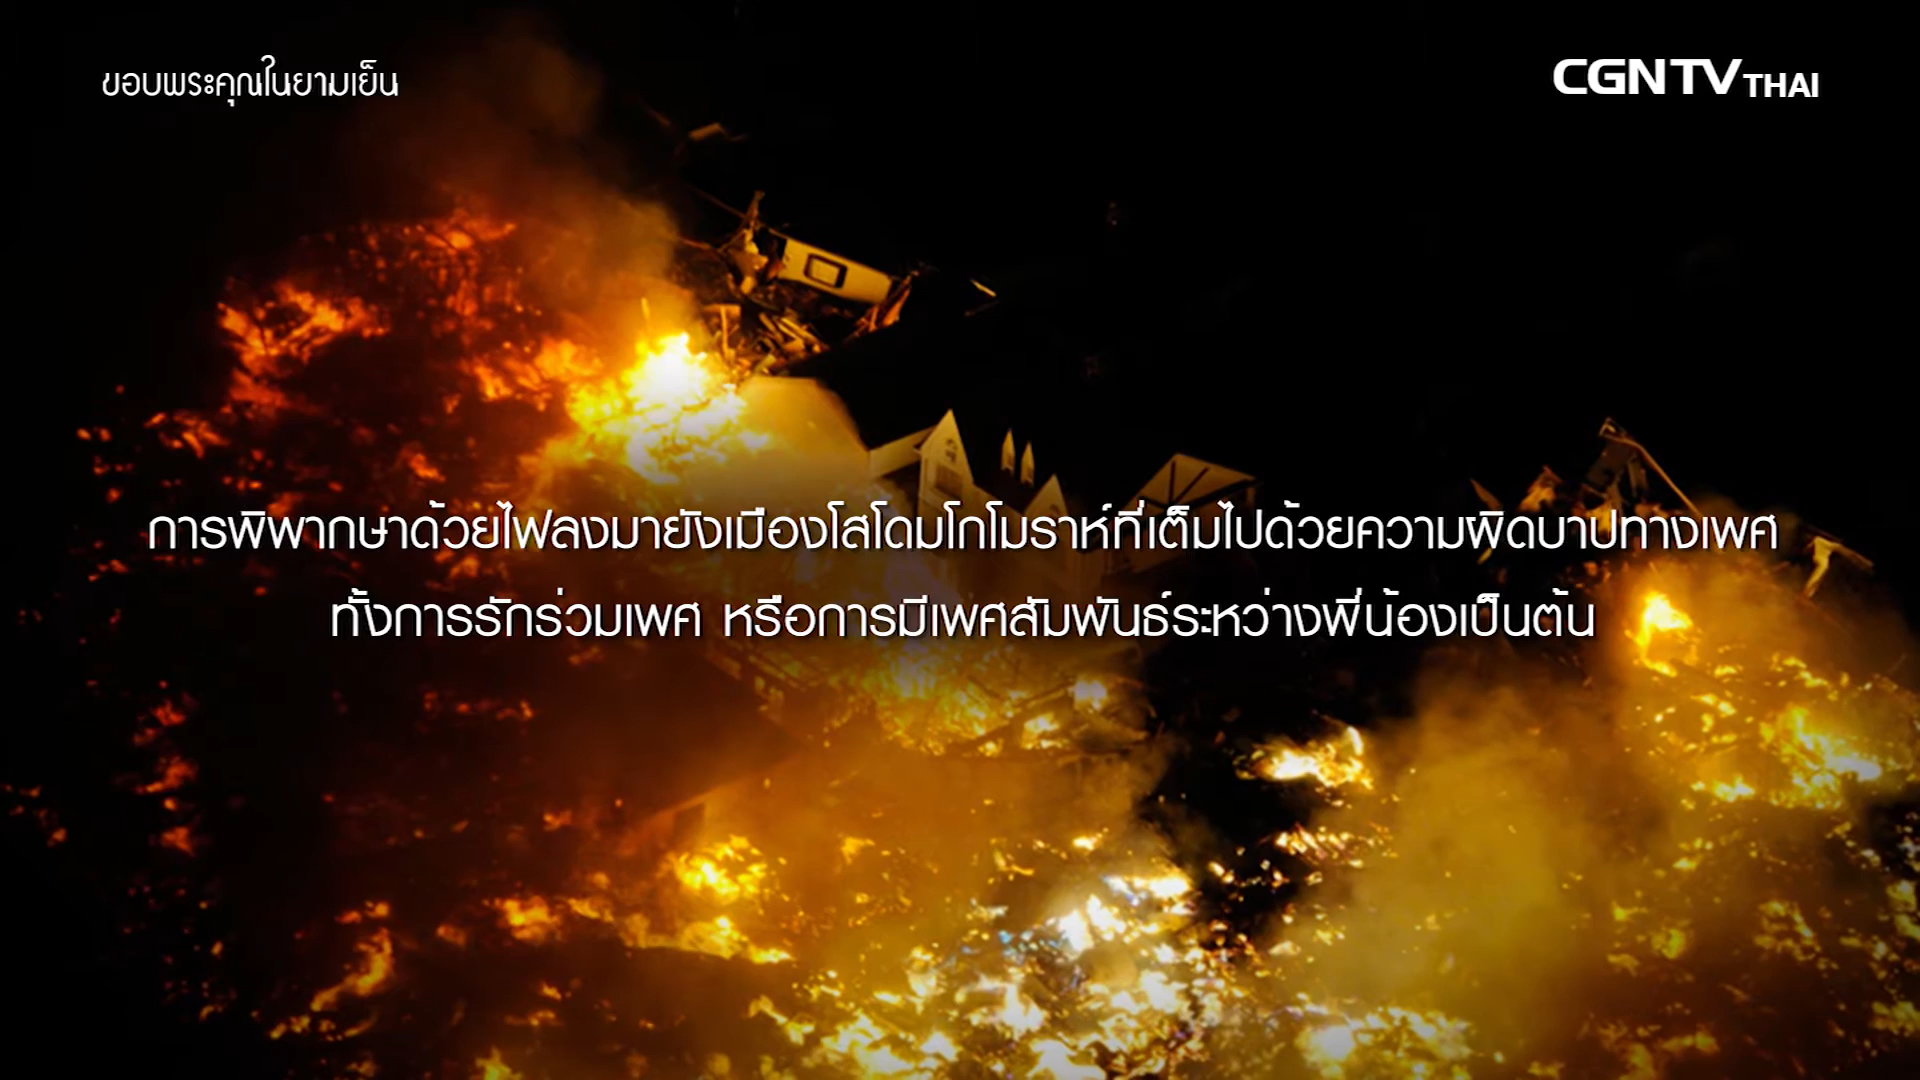 ขอบพระคุณในยามเย็น
CGNTV THAI
การพิพากษาด้วยไฟลงมายังเมืองโสโดมโกโมราห์ที่เต็มไปด้วยความผิดบาปทางเพศ
ทั้งการรักร่วมเพศ หรือการมีเพศสัมพันธ์ระหว่างพี่น้องเป็นต้น